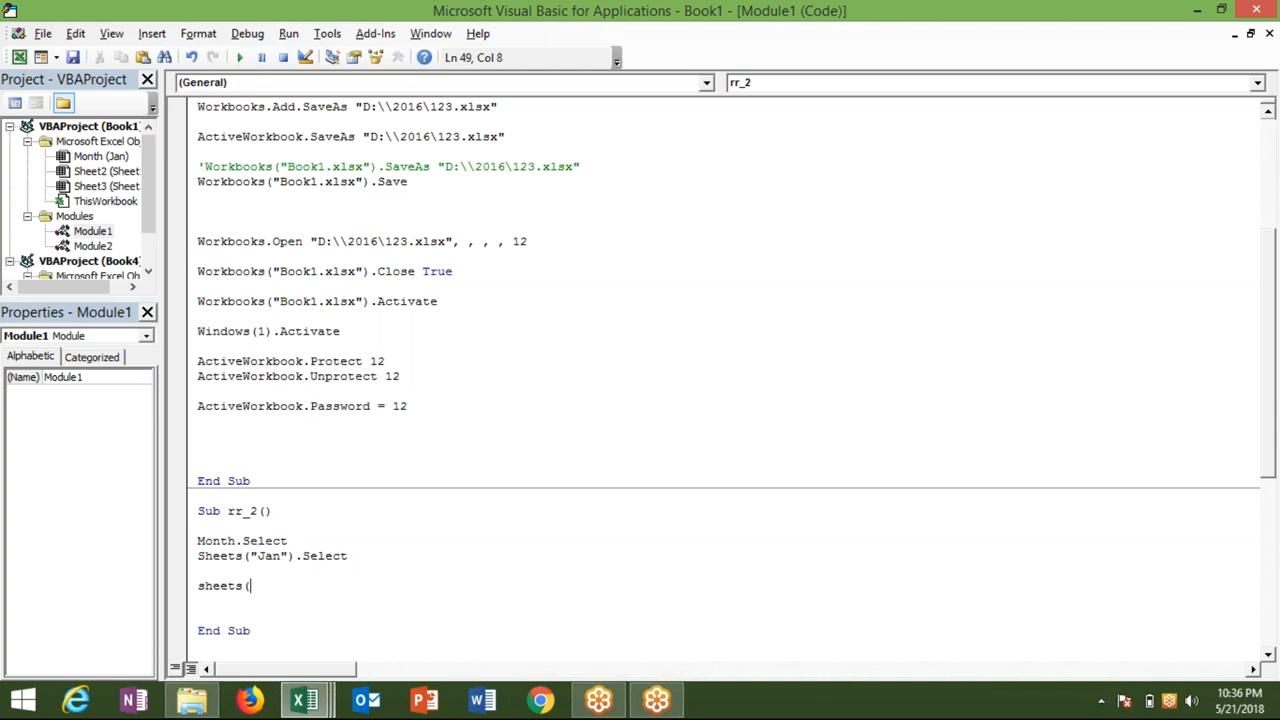 Microsoft Visual Basic for Applications - Book1 - [Module1 (Code)]
File Edit View Insert Format Debug Run Tools Add-Ins Window Help
Ln 49, Col 8
Project - VBAProject
(General)
rr_2
VBAProject (Book1
Microsoft Excel Obj
Month (Jan)
Sheet2 (Sheet
Sheet3 (Sheet
ThisWorkbook
Modules
Module1
Module2
VBAProject (Book4
Microsoft Excel Ob
Properties - Module1
Module1 Module
Alphabetic Categorized
(Name) Module1
Workbooks.Add.SaveAs "D:\\2016\123.xlsx"
ActiveWorkbook.SaveAs "D:\\2016\123.xlsx"
'Workbooks("Book1.xlsx").SaveAs "D:\\2016\123.xlsx"
Workbooks("Book1.xlsx").Save
Workbooks.Open "D:\\2016\123.xlsx", , , , 12
Workbooks("Book1.xlsx").Close True
Workbooks("Book1.xlsx").Activate
Windows(1).Activate
ActiveWorkbook.Protect 12
ActiveWorkbook.Unprotect 12
ActiveWorkbook.Password = 12
End Sub
Sub rr_2()
Month.Select
Sheets("Jan").Select
sheets(
End Sub
10:36 PM
5/21/2018